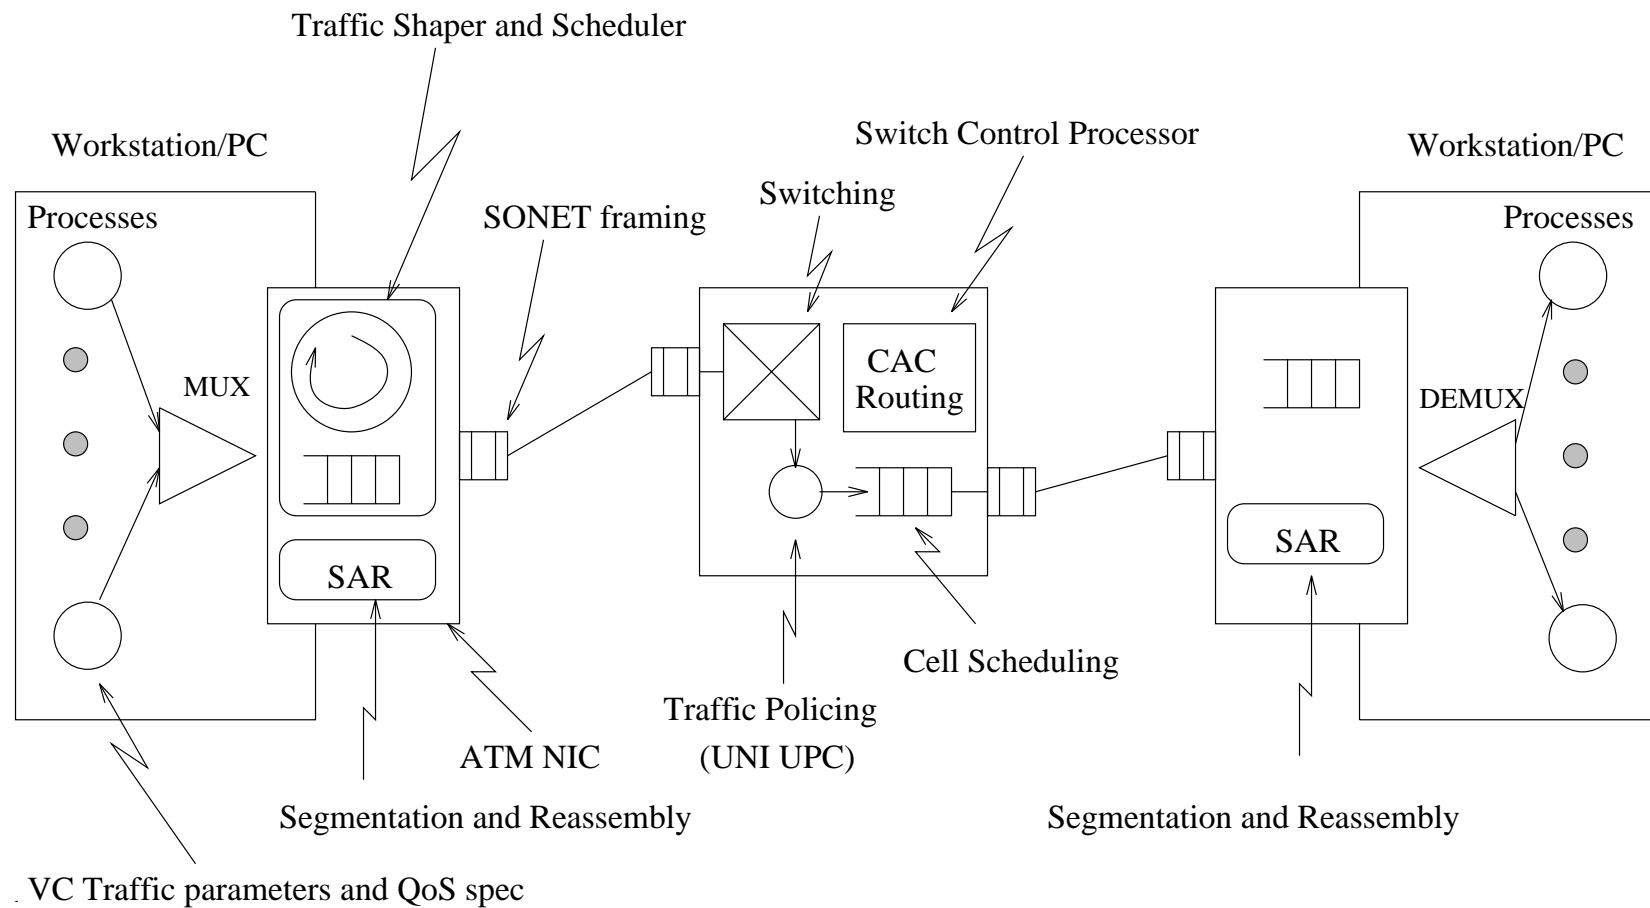 Traffic Shaper and Scheduler
Workstation/PC
Switch Control Processor
Workstation/PC
Switching
Processes
SONET framing
Processes
MUX
CAC
Routing
DEMUX
SAR
SAR
Cell Scheduling
Traffic Policing
(UNI UPC)
ATM NIC
Segmentation and Reassembly
Segmentation and Reassembly
VC Traffic parameters and QoS spec